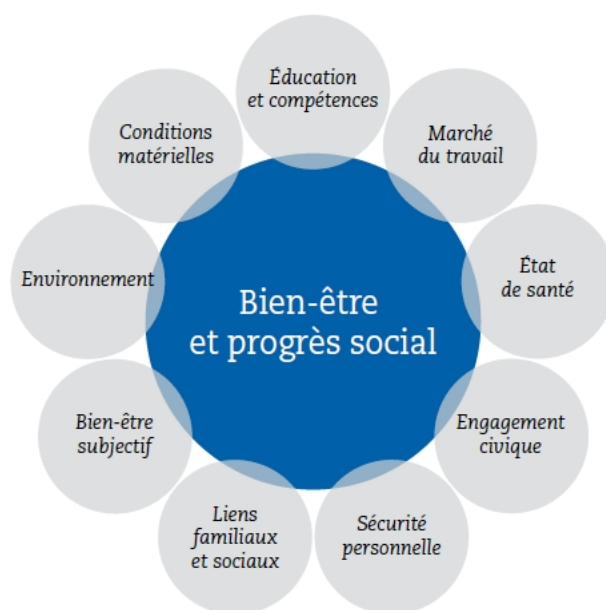 Éducation
et compétences
Marché
du travail
État
de santé
Engagement
civique
Sécurité
personnelle
Liens
familiaux
et sociaux
Bien-être
subjectif
Environnement
Conditions
matérielles
Bien-être
et progrès social